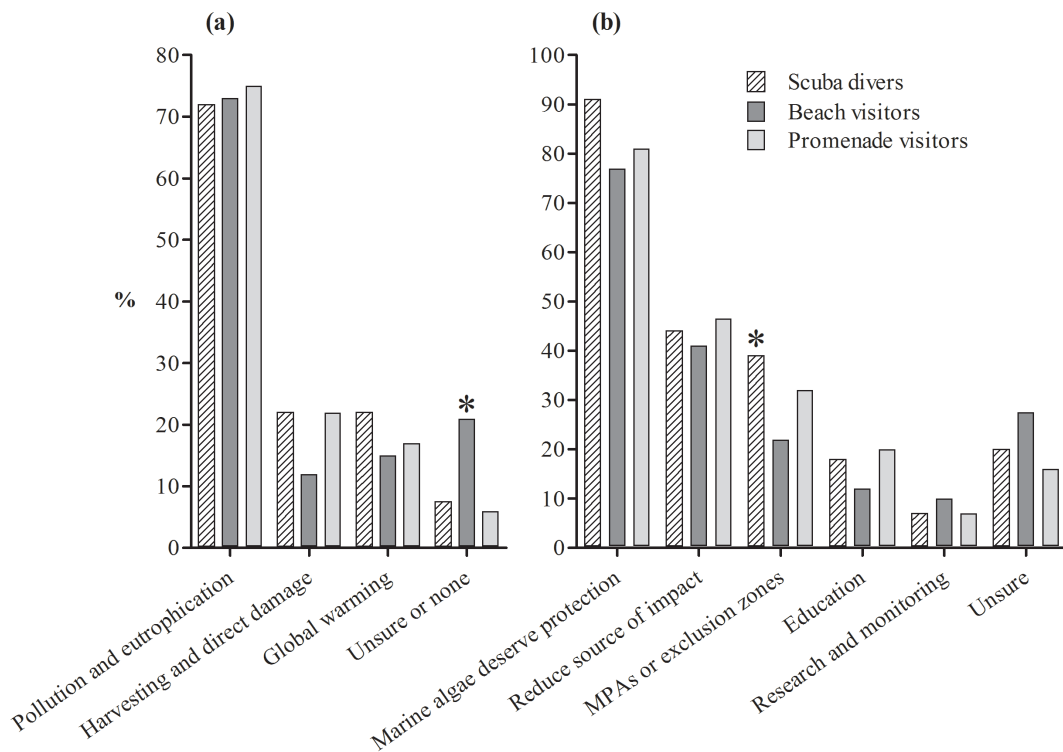 (a)
(b)
80
70
60
50
40
30
20
10
0
%
100
90
80
70
60
50
40
30
20
10
0
Scuba divers
Beach visitors
Promenade visitors
*
*
Pollution and eutrophication
Harvesting and direct damage
Global warming
Unsure or none
Marine algae deserve protection
Reduce source of impact
MPAs or exclusion zones
Education
Research and monitoring
Unsure